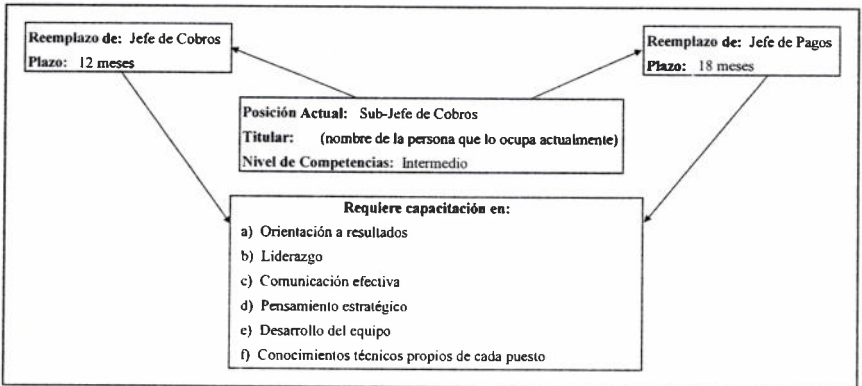 Reemplazo de: Jefe de Cobros
Plazo: 12 meses
Reemplazo de: Jefe de Pagos
Plazo: 18 meses
Posición Actual: Sub-Jefe de Cobros
Titular: (nombre de la persona que lo ocupa actualmente)
Nivel de Competencias: Intermedio
Requiere capacitación en:
a) Orientación a resultados
b) Liderazgo
c) Comunicación efectiva
d) Pensamiento estratégico
e) Desarrollo del equipo
f) Conocimientos técnicos propios de cada puesto